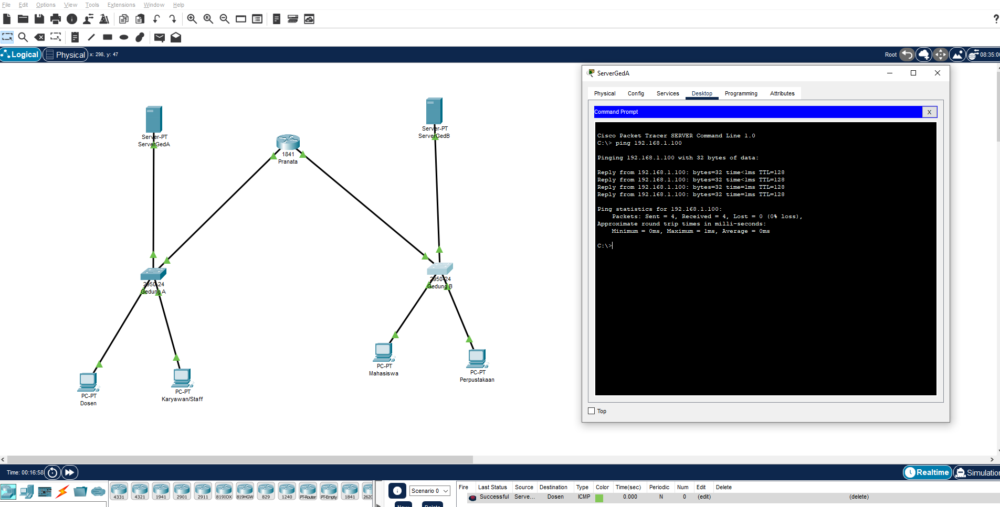 File Edit Options View Tools Extensions Window Help
?
Logical Physical x: 298, y: 47
Root 08:35:00
ServerGedA
Physical Config Services Desktop Programming Attributes
Command Prompt X
Cisco Packet Tracer SERVER Command Line 1.0
C:\> ping 192.168.1.100
Pinging 192.168.1.100 with 32 bytes of data:
Reply from 192.168.1.100: bytes=32 time<1ms TTL=128
Reply from 192.168.1.100: bytes=32 time<1ms TTL=128
Reply from 192.168.1.100: bytes=32 time=1ms TTL=128
Reply from 192.168.1.100: bytes=32 time=1ms TTL=128
Ping statistics for 192.168.1.100:
Packets: Sent = 4, Received = 4, Lost = 0 (0% loss),
Approximate round trip times in milli-seconds:
Minimum = 0ms, Maximum = 1ms, Average = 0ms
C:\>
Top
Server-PT
ServerGedA
1841
Pranata
Server-PT
ServerGedB
2950-24
Gedung A
2950-24
Gedung B
PC-PT
Dosen
PC-PT
Karyawan/Staff
PC-PT
Mahasiswa
PC-PT
Perpustakaan
Time: 00:16:58
Realtime Simulation
4331 4321 1941 2901 2911 819IOX 819HGW 829 1240 PT-Router PT-Empty 1841 2620
Scenario 0
New Delete
Fire Last Status Source Destination Type Color Time(sec) Periodic Num Edit Delete
Successful Serve... Dosen ICMP 0.000 N 0 (edit) (delete)